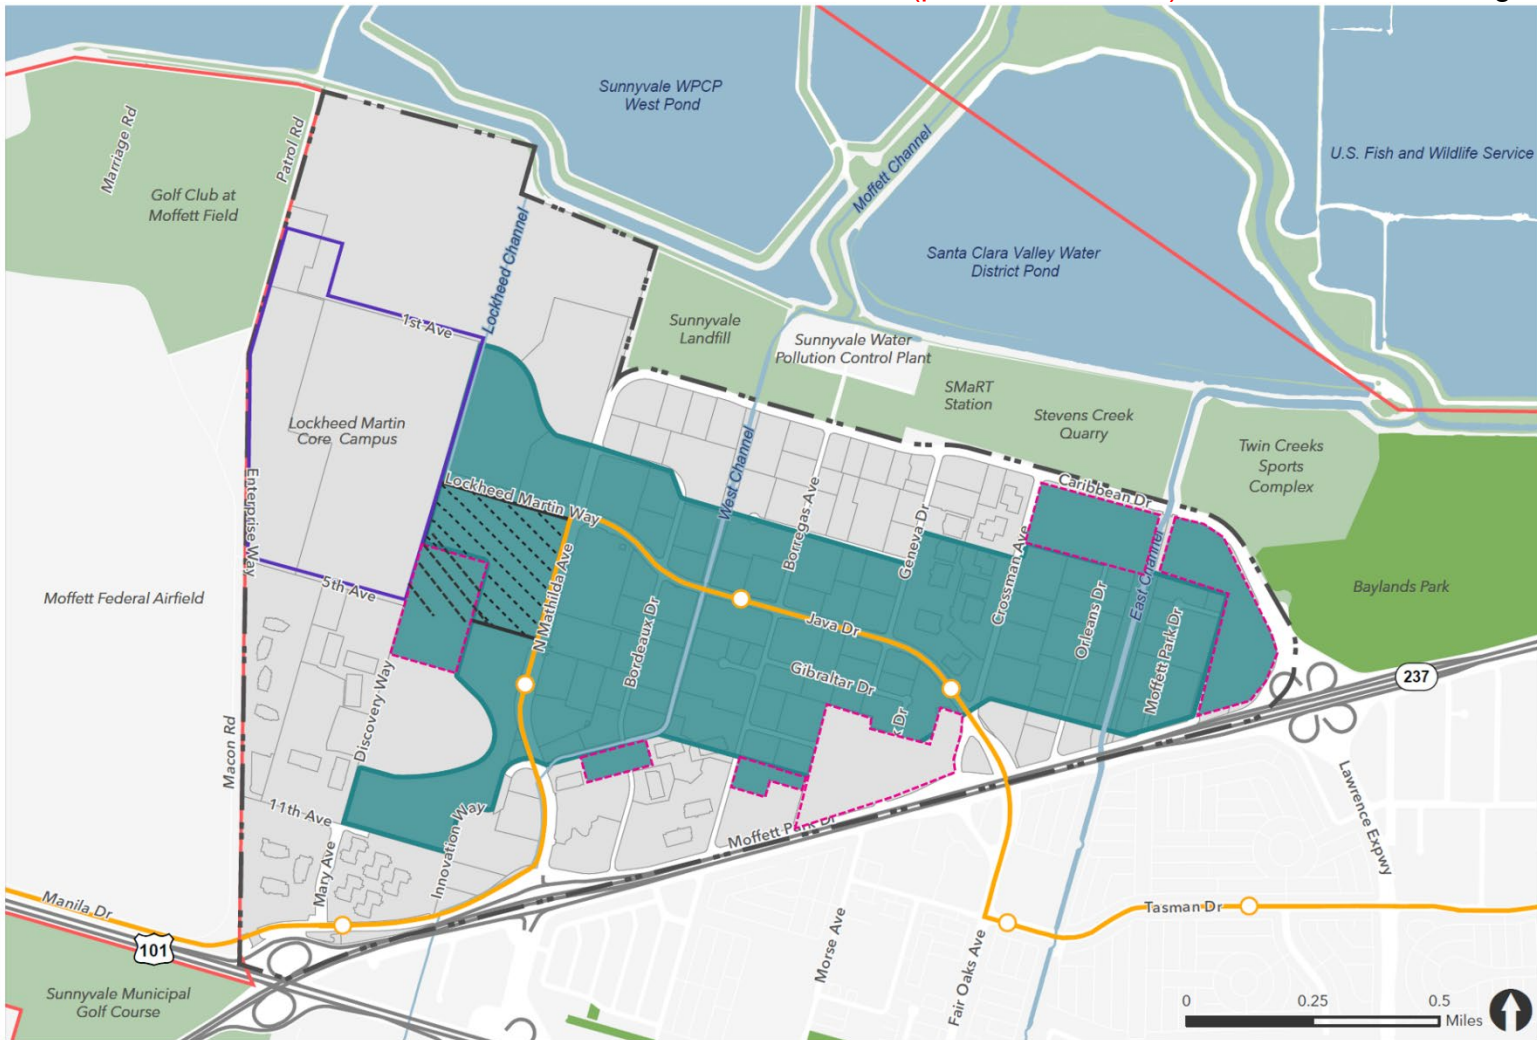 Sunnyvale WPCP
West Pond
Marriage Rd
Patrol Rd
Moffett Channel
U.S. Fish and Wildlife Service
Golf Club at
Moffett Field
Lockheed Channel
Santa Clara Valley Water
District Pond
1st Ave
Sunnyvale
Landfill
Sunnyvale Water
Pollution Control Plant
SMaRT
Station
Stevens Creek
Quarry
Lockheed Martin
Core Campus
Twin Creeks
Sports
Complex
Enterprise Way
Lockheed Martin Way
West Channel
Borregas Ave
Geneva Dr
Caribbean Dr
Crossman Ave
East Channel
5th Ave
N Mathilda Ave
Moffett Federal Airfield
Bordeaux Dr
Java Dr
Orleans Dr
Moffett Park Dr
Baylands Park
Gibraltar Dr
237
Discovery Way
Macon Rd
11th Ave
Mary Ave
Innovation Way
Moffett Park Dr
Lawrence Expwy
Manila Dr
101
Morse Ave
Fair Oaks Ave
Tasman Dr
Sunnyvale Municipal
Golf Course
0 0.25 0.5
Miles